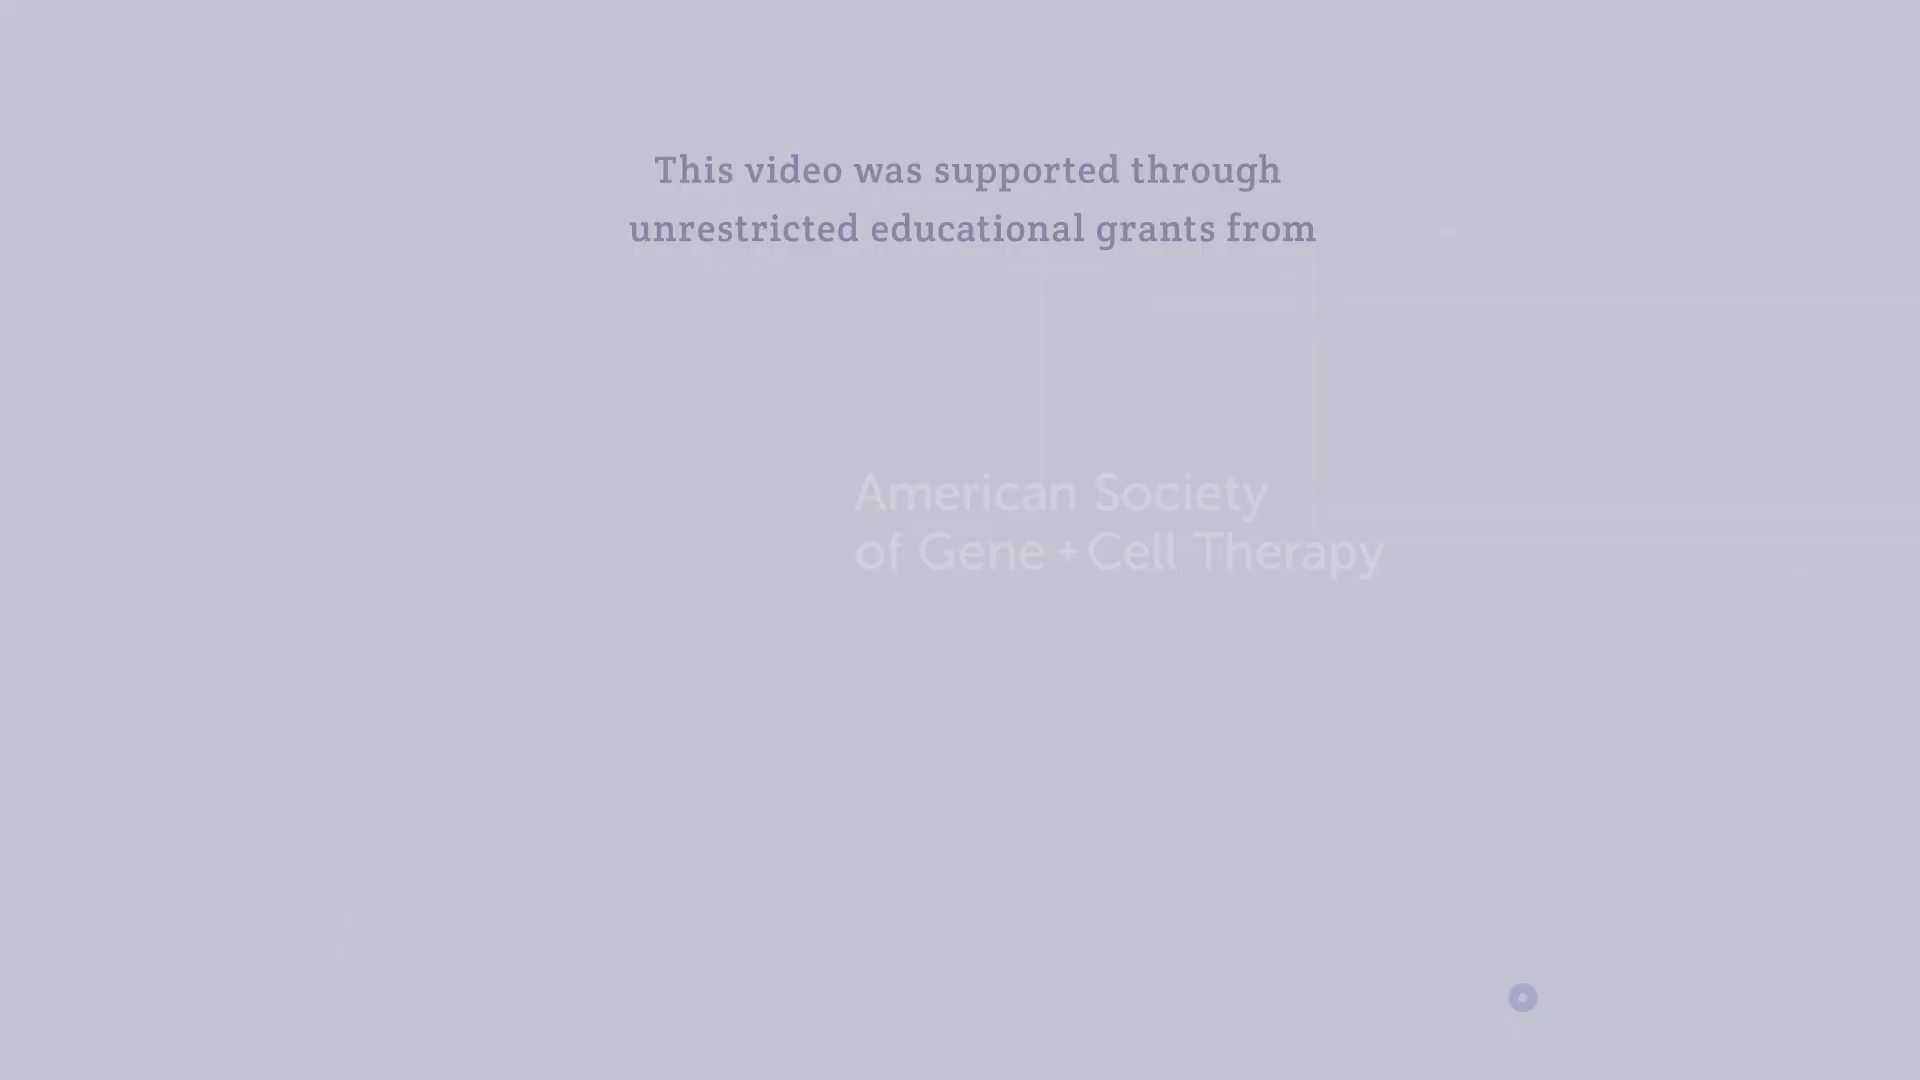 This video was supported through
unrestricted educational grants from
American Society
of Gene + Cell Therapy